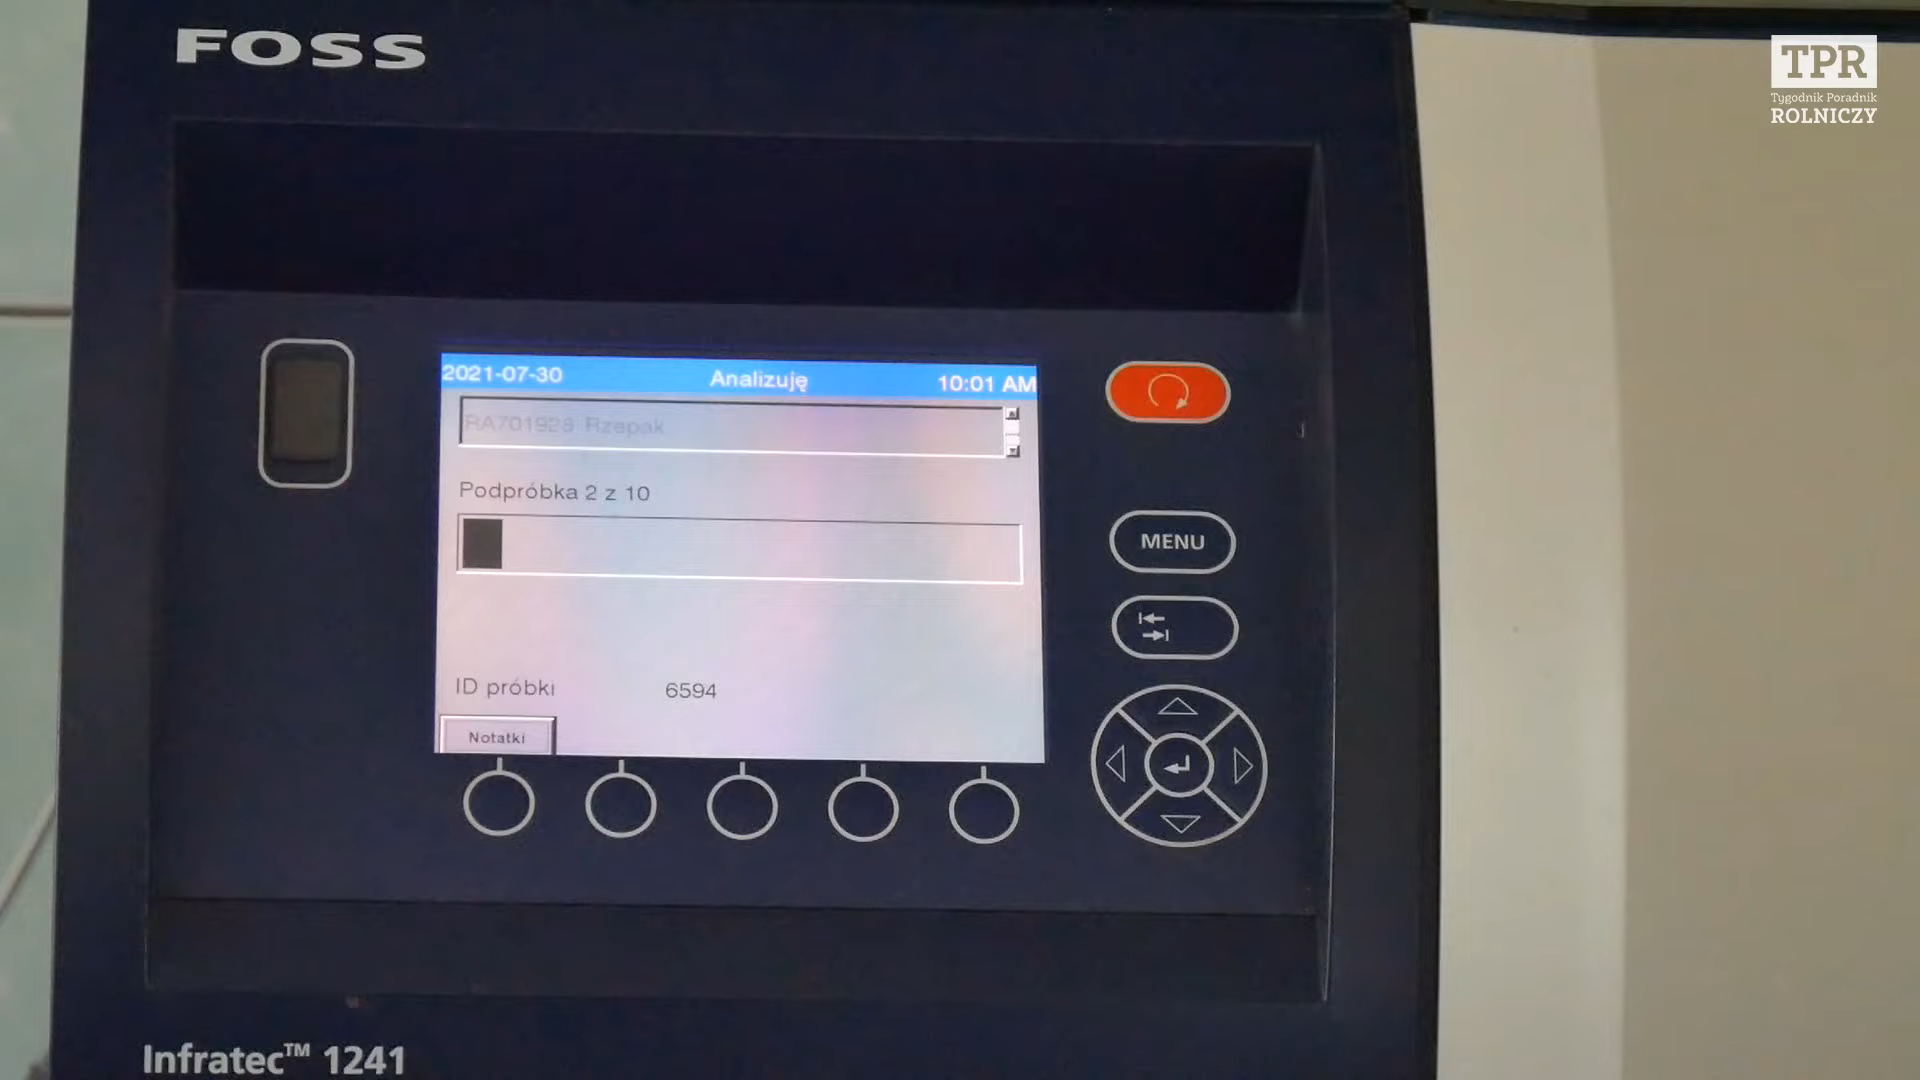 FOSS
TPR
Tygodnik Poradnik
ROLNICZY
2021-07-30 Analizuję 10:01 AM
RA701928 Rzepak
Podpróbka 2 z 10
MENU
ID próbki 6594
Notatki
Infratec™ 1241